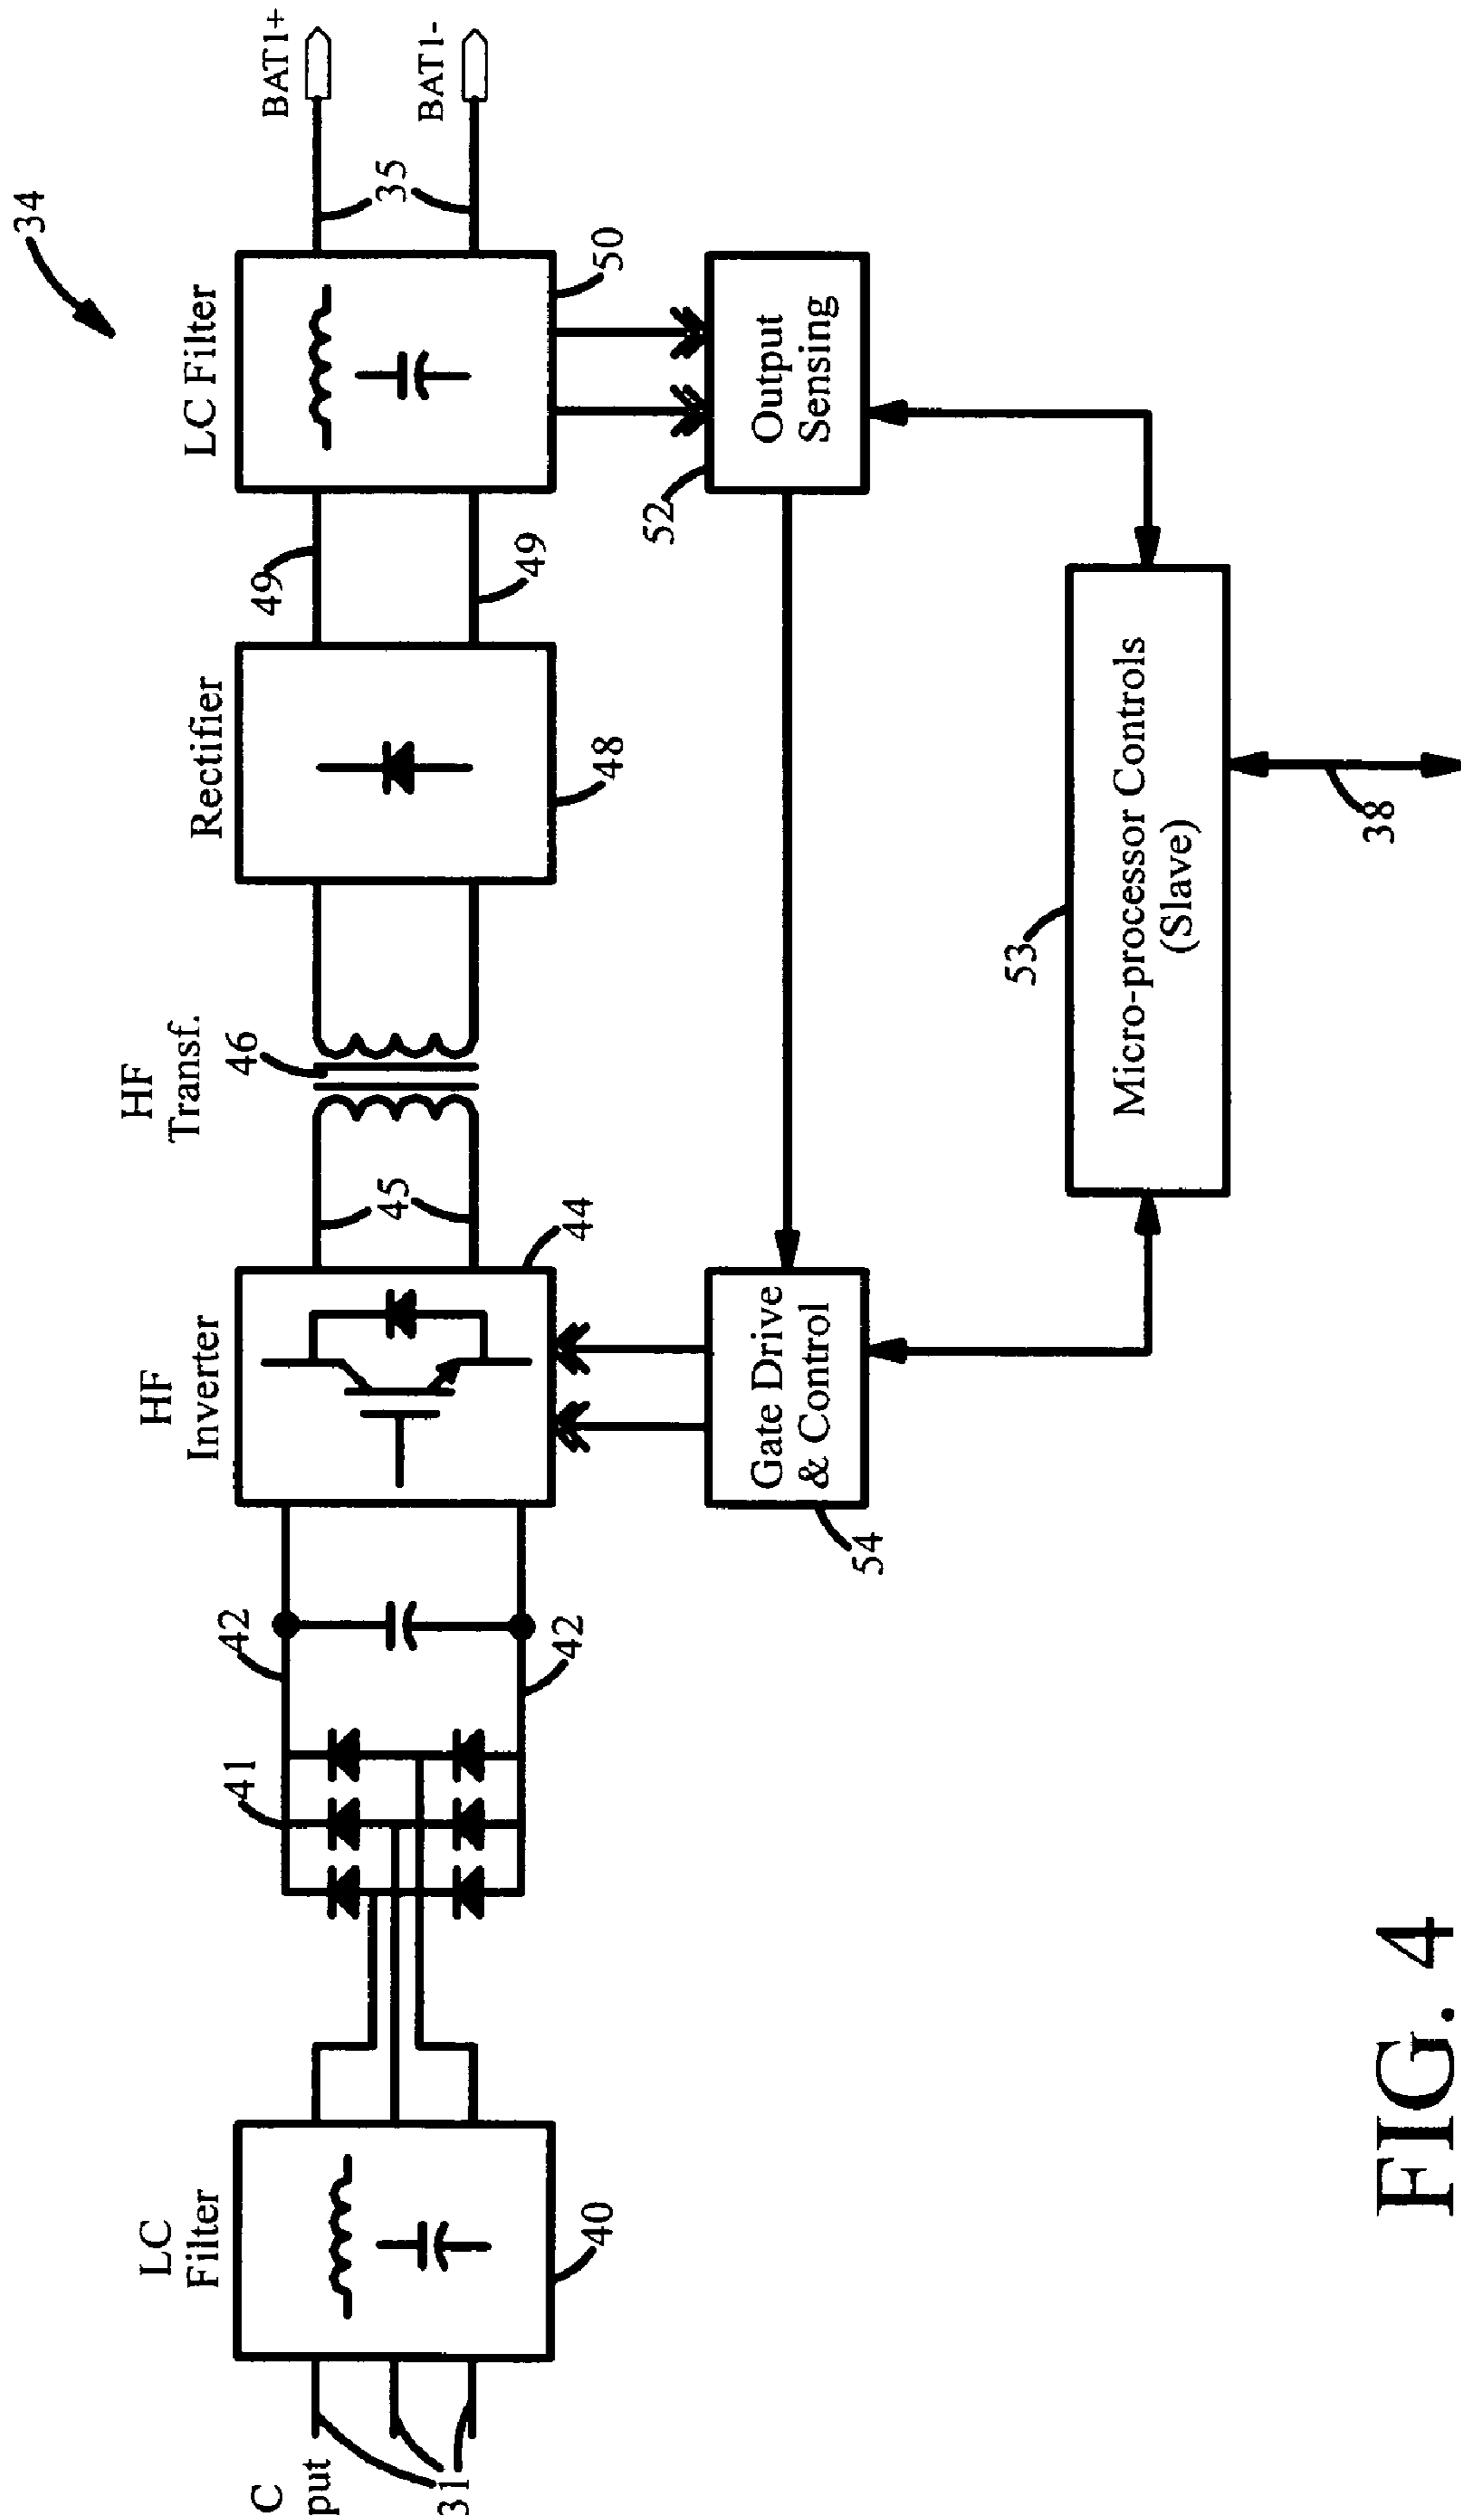 34
C
put
31
LC
Filter
40
41
42
42
HF
Inverter
44
45
HF
Transf.
46
Rectifier
48
49
49
LC Filter
50
35
BAT1+
BAT1-
Output
Sensing
52
Gate Drive
& Control
54
Micro-processor Controls
(Slave)
53
38
FIG. 4